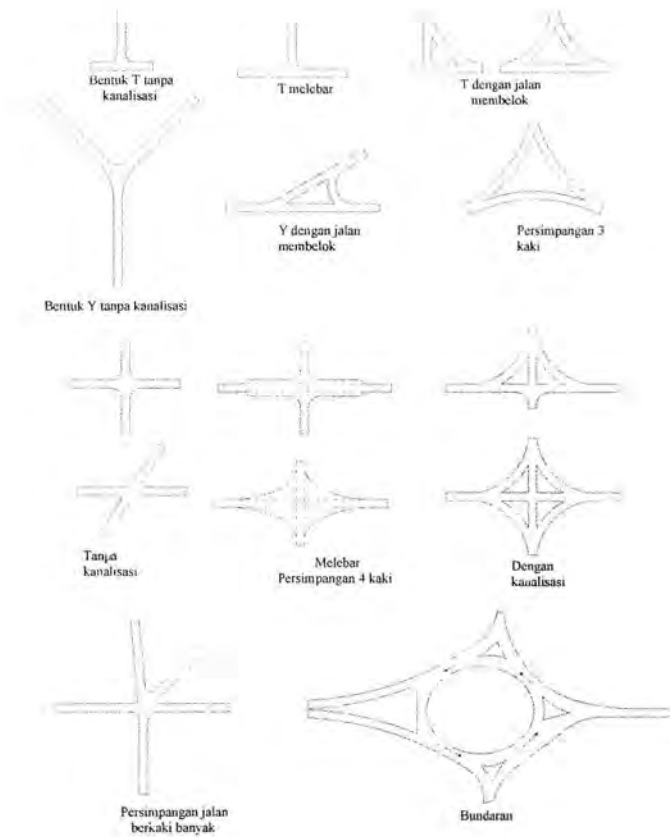 Bentuk T tanpa
kanalisasi
T melebar
T dengan jalan
membelok
Y dengan jalan
membelok
Persimpangan 3
kaki
Bentuk Y tanpa kanalisasi
Tanpa
kanalisasi
Melebar
Persimpangan 4 kaki
Dengan
kanalisasi
Persimpangan jalan
berkaki banyak
Bundaran